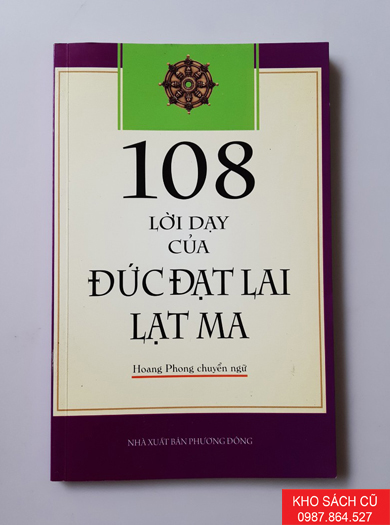 108
LỜI DẠY
CỦA
ĐỨC ĐẠT LAI
LẠT MA
Hoang Phong chuyển ngữ
NHÀ XUẤT BẢN PHƯƠNG ĐÔNG
KHO SÁCH CŨ
0987.864.527